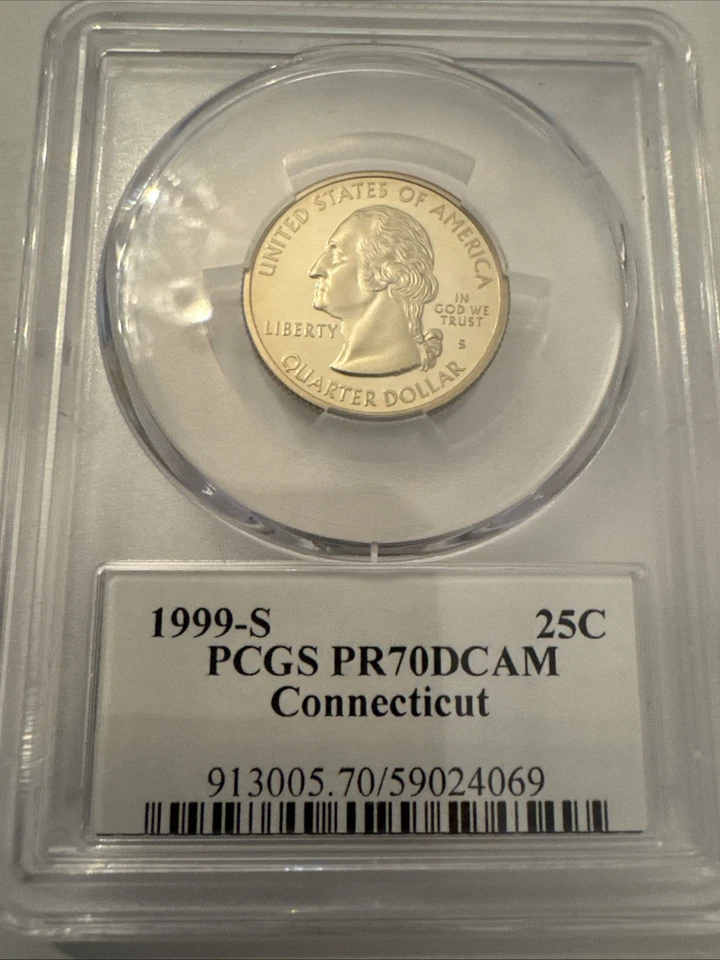 UNITED STATES OF AMERICA
IN
GOD WE
TRUST
LIBERTY
S
QUARTER DOLLAR
1999-S 25C
PCGS PR70DCAM
Connecticut
913005.70/59024069